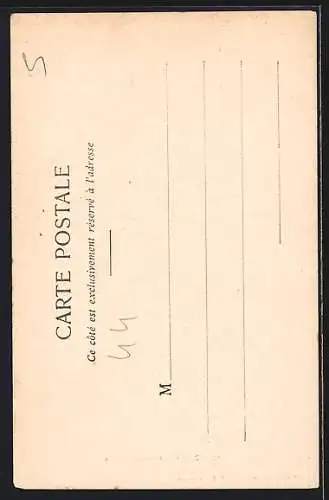 CARTE POSTALE
Ce côté est exclusivement réservé à l'adresse
M
5
44